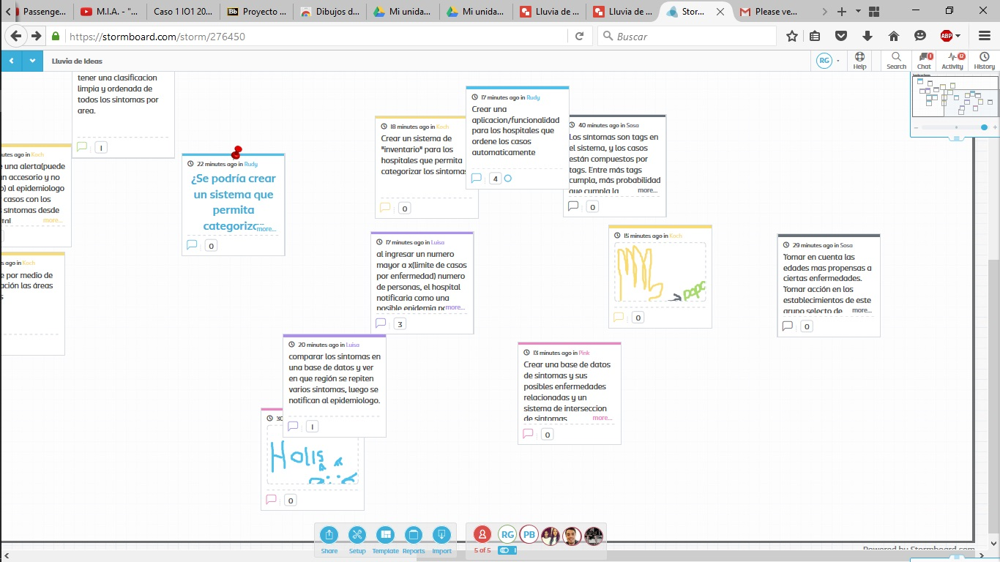 Passenge...
M.I.A. - "...
Caso 1 IO1 20...
Proyecto ...
Dibujos d...
Mi unida...
Mi unida...
Lluvia de ...
Lluvia de ...
Stor...
Please ve...
https://stormboard.com/storm/276450
Buscar
ABP
Lluvia de Ideas
RG
Help
Search
Chat
1
Activity
12
History
tener una clasificacion
limpia y ordenada de
todos los sintomas por
area.
1
ago in Koch
e una alerta(puede
un accesorio y no
o) al epidemiologo
r casos con los
s sintomas desde
ital
more...
s ago in Koch
e por medio de
ación las áreas
s
22 minutes ago in Rudy
¿Se podría crear
un sistema que
permita
categoriza
more...
0
18 minutes ago in Koch
Crear un sistema de
"inventario" para los
hospitales que permita
categorizar los sintomas
0
17 minutes ago in Rudy
Crear una
aplicacion/funcionalidad
para los hospitales que
ordene los casos
automaticamente
4
40 minutes ago in Sosa
Los síntomas son tags en
el sistema, y los casos
están compuestos por
tags. Entre más tags
cumpla, más probabilidad
que cumpla la
more...
0
17 minutes ago in Luisa
al ingresar un numero
mayor a x(limite de casos
por enfermedad) numero
de personas, el hospital
notificaria como una
posible epidemia po
more...
3
15 minutes ago in Koch
papa
0
29 minutes ago in Sosa
Tomar en cuenta las
edades mas propensas a
ciertas enfermedades.
Tomar acción en los
establecimientos de este
grupo selecto de
more...
0
20 minutes ago in Luisa
comparar los sintomas en
una base de datos y ver
en que región se repiten
varios sintomas, luego se
notifican al epidemiologo.
1
30
Holis
0
13 minutes ago in Pink
Crear una base de datos
de sintomas y sus
posibles enfermedades
relacionadas y un
sistema de interseccion
de sintomas
more...
0
Share
Setup
Template
Reports
Import
5 of 5
RG
PB
1
Powered by Stormboard.com